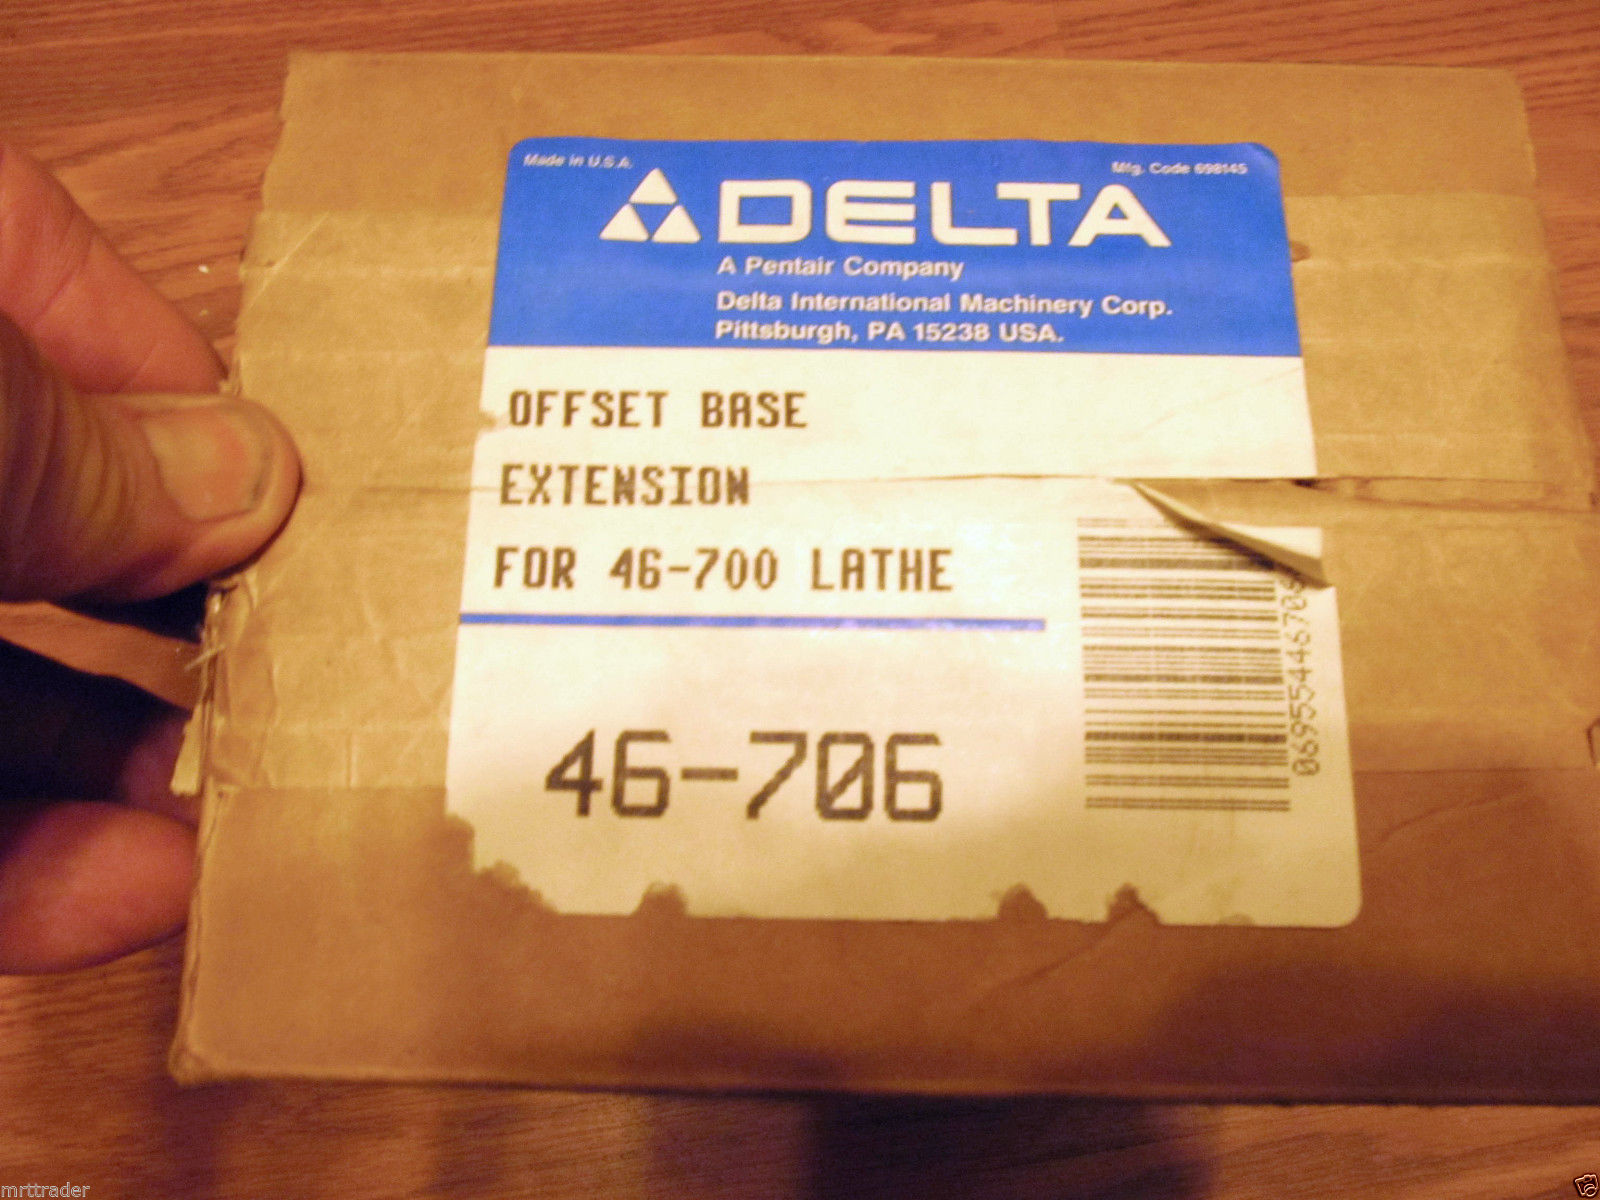 Made in U.S.A.
Mfg. Code 698145
DELTA
A Pentair Company
Delta International Machinery Corp.
Pittsburgh, PA 15238 USA.
OFFSET BASE
EXTENSION
FOR 46-700 LATHE
46-706
mrttrader